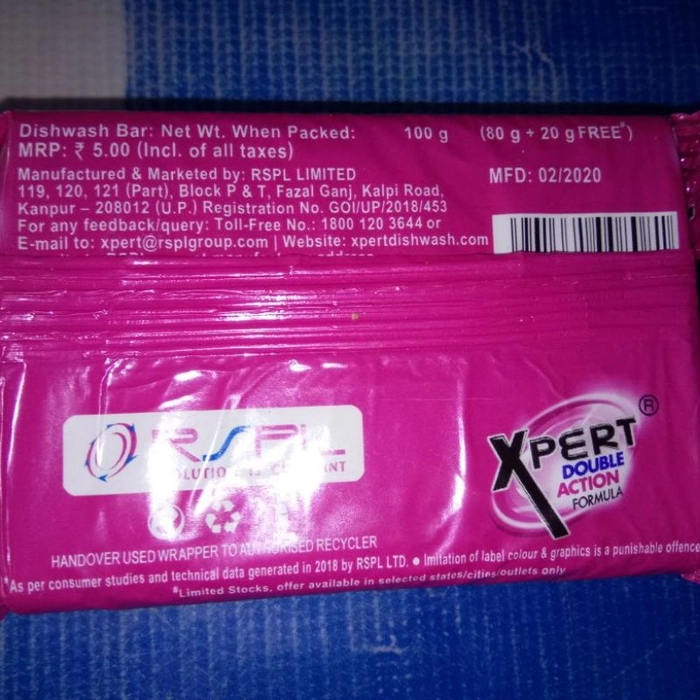 Dishwash Bar: Net Wt. When Packed: 100 g (80 g + 20 g FREE#)
MRP: ₹ 5.00 (Incl. of all taxes)
Manufactured & Marketed by: RSPL LIMITED MFD: 02/2020
119, 120, 121 (Part), Block P & T, Fazal Ganj, Kalpi Road,
Kanpur – 208012 (U.P.) Registration No. GOI/UP/2018/453
For any feedback/query: Toll-Free No.: 1800 120 3644 or
E-mail to: xpert@rsplgroup.com | Website: xpertdishwash.com
RSPL
XPERT®
DOUBLE
ACTION
FORMULA
HANDOVER USED WRAPPER TO AUTHORISED RECYCLER
*As per consumer studies and technical data generated in 2018 by RSPL LTD. ● Imitation of label colour & graphics is a punishable offence
#Limited Stocks, offer available in selected states/cities/outlets only